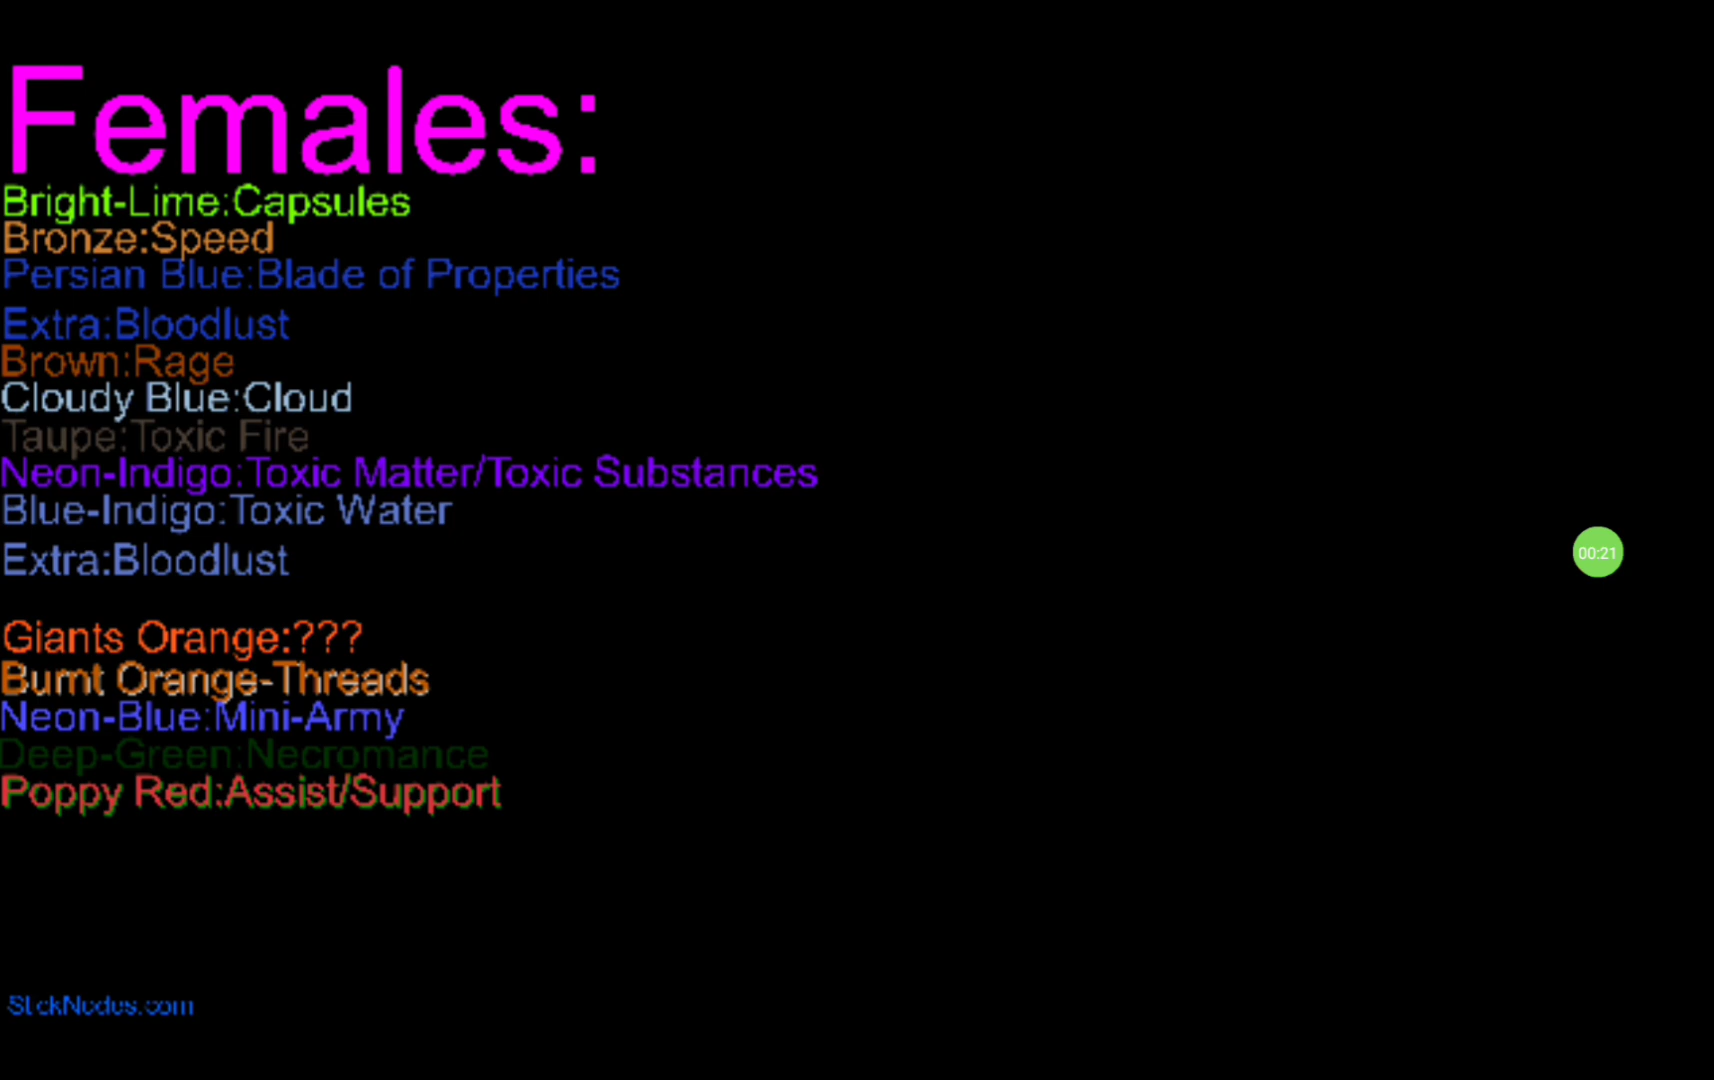 Females:
Bright-Lime:Capsules
Bronze:Speed
Persian Blue:Blade of Properties
Extra:Bloodlust
Brown:Rage
Cloudy Blue:Cloud
Taupe:Toxic Fire
Neon-Indigo:Toxic Matter/Toxic Substances
Blue-Indigo:Toxic Water
Extra:Bloodlust
00:21
Giants Orange:???
Burnt Orange-Threads
Neon-Blue:Mini-Army
Deep-Green:Necromance
Poppy Red:Assist/Support
StickNodes.com